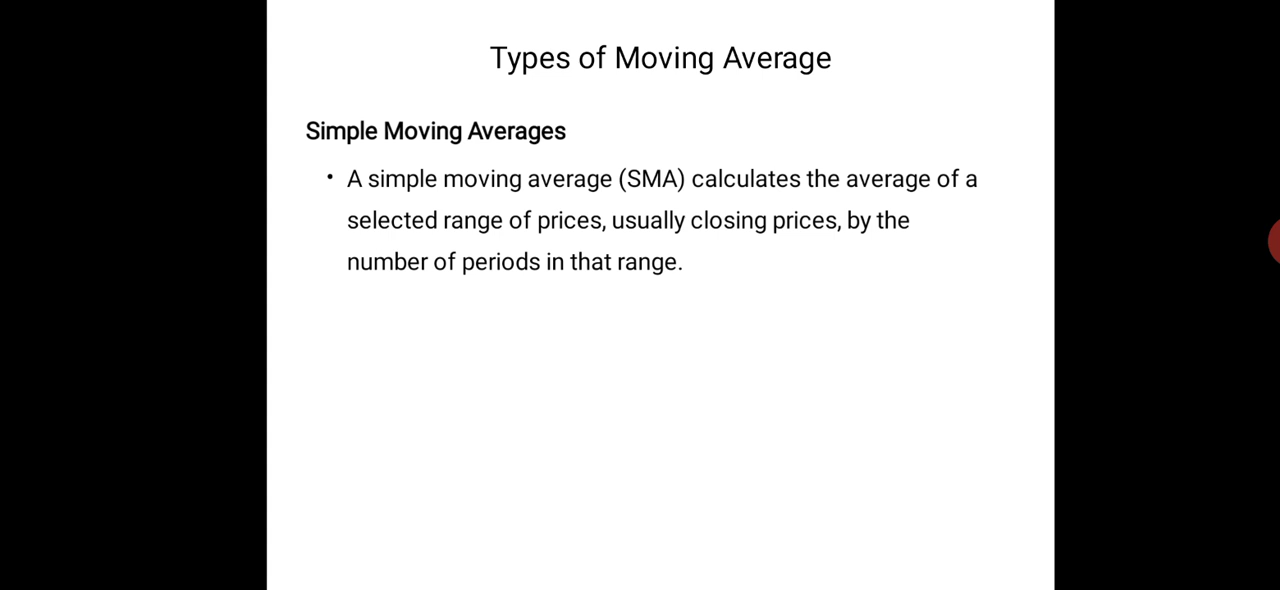 Types of Moving Average
Simple Moving Averages
• A simple moving average (SMA) calculates the average of a
selected range of prices, usually closing prices, by the
number of periods in that range.